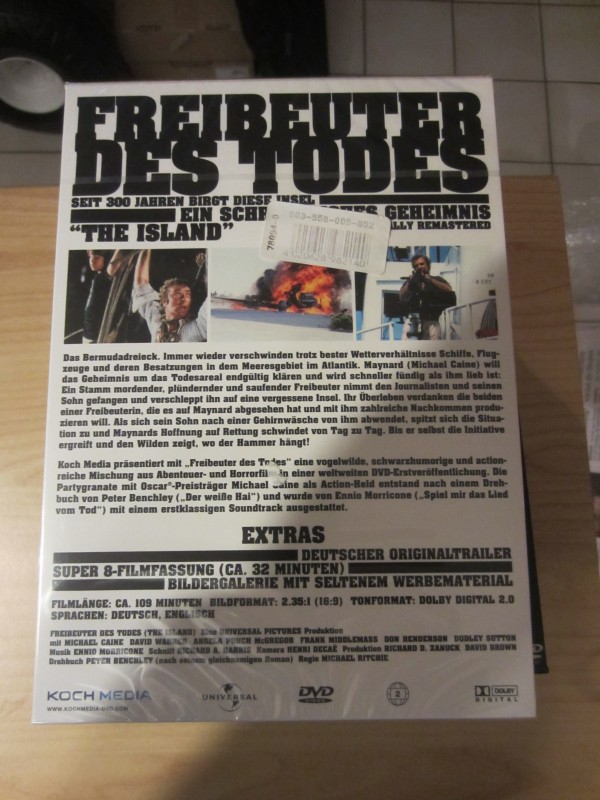 FREIBEUTER
DES TODES
SEIT 300 JAHREN BIRGT DIESE INSEL
EIN GEHEIMNIS
"THE ISLAND" REMASTERED
Das Bermudadreieck. Immer wieder verschwinden trotz bester Wetterverhältnisse Schiffe, Flug-
zeuge und deren Besatzungen in dem Meeresgebiet im Atlantik. Maynard (Michael Caine) will
das Geheimnis um das Todesareal endgültig klären und wird schneller fündig als ihm lieb ist:
Ein Stamm mordender, plündernder und saufender Freibeuter nimmt den Journalisten und seinen
Sohn gefangen und verschleppt ihn auf eine vergessene Insel. Ihr Überleben verdanken die beiden
einer Freibeuterin, die es auf Maynard abgesehen hat und mit ihm zahlreiche Nachkommen produ-
zieren will. Als sich sein Sohn nach einer Gehirnwäsche von ihm abwendet, spitzt sich die Situa-
tion zu und Maynards Hoffnung auf Rettung schwindet von Tag zu Tag. Bis er selbst die Initiative
ergreift und den Wilden zeigt, wo der Hammer hängt!
Koch Media präsentiert mit „Freibeuter des Todes" eine vogelwilde, schwarzhumorige und action-
reiche Mischung aus Abenteuer- und Horrorfilm in einer weltweiten DVD-Erstveröffentlichung. Die
Partygranate mit Oscar®-Preisträger Michael Caine als Action-Held entstand nach einem Dreh-
buch von Peter Benchley („Der weiße Hai") und wurde von Ennio Morricone („Spiel mir das Lied
vom Tod") mit einem erstklassigen Soundtrack ausgestattet.
EXTRAS
DEUTSCHER ORIGINALTRAILER
SUPER 8-FILMFASSUNG (CA. 32 MINUTEN)
BILDERGALERIE MIT SELTENEM WERBEMATERIAL
FILMLÄNGE: CA. 109 MINUTEN BILDFORMAT: 2.35:1 (16:9) TONFORMAT: DOLBY DIGITAL 2.0
SPRACHEN: DEUTSCH, ENGLISCH
FREIBEUTER DES TODES (THE ISLAND) Eine UNIVERSAL PICTURES Produktion
mit MICHAEL CAINE DAVID WARNER ANGELA PUNCH McGREGOR FRANK MIDDLEMASS DON HENDERSON DUDLEY SUTTON
Musik ENNIO MORRICONE Schnitt RICHARD A. HARRIS Kamera HENRI DECAË Produktion RICHARD D. ZANUCK DAVID BROWN
Drehbuch PETER BENCHLEY (nach seinem gleichnamigen Roman) Regie MICHAEL RITCHIE
KOCH MEDIA UNIVERSAL DVD 2 DOLBY
WWW.KOCHMEDIA-DVD.COM VIDEO DIGITAL